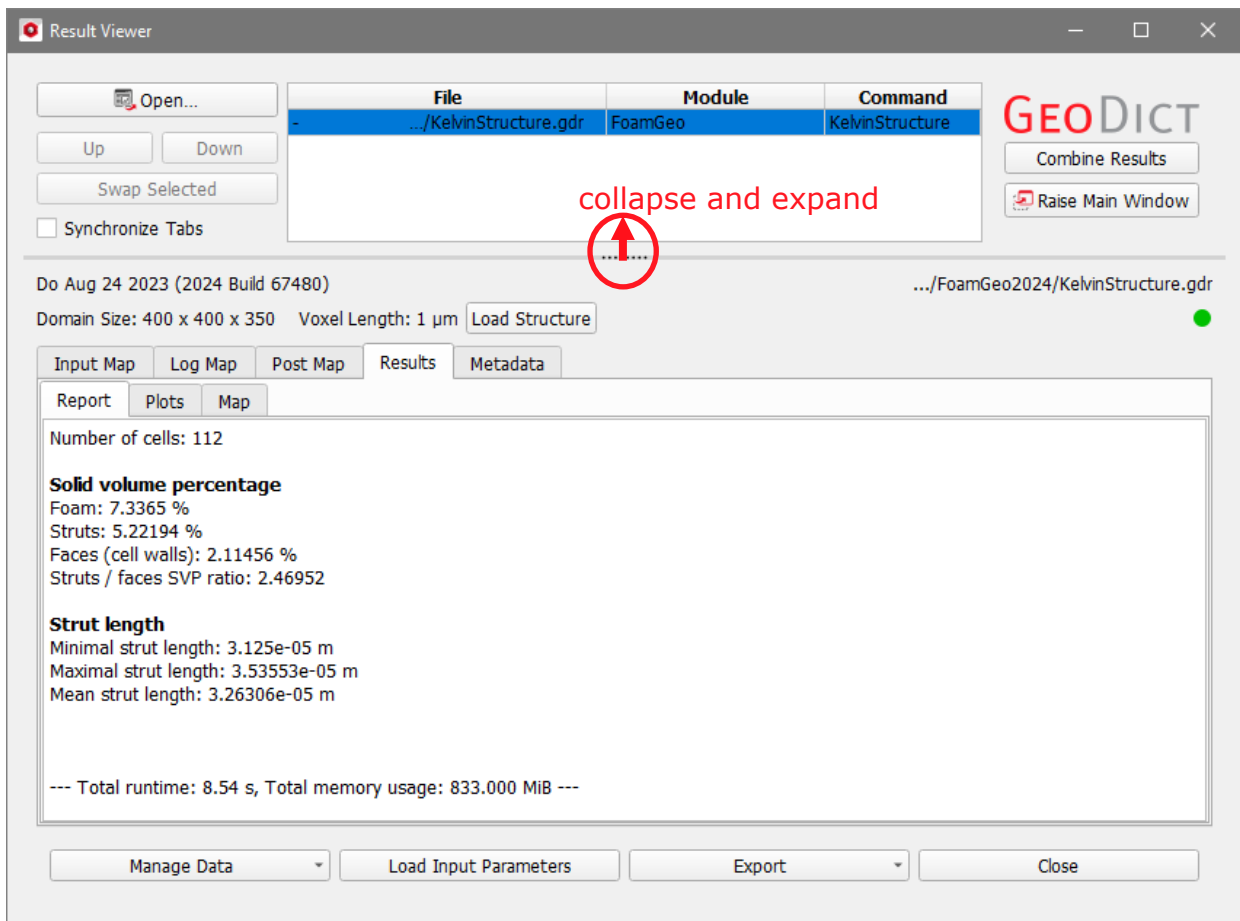 Result Viewer
Open...
Up
Down
Swap Selected
Synchronize Tabs
File Module Command
- .../KelvinStructure.gdr FoamGeo KelvinStructure
collapse and expand
GEODICT
Combine Results
Raise Main Window
Do Aug 24 2023 (2024 Build 67480)
.../FoamGeo2024/KelvinStructure.gdr
Domain Size: 400 x 400 x 350 Voxel Length: 1 µm Load Structure
Input Map Log Map Post Map Results Metadata
Report Plots Map
Number of cells: 112
Solid volume percentage
Foam: 7.3365 %
Struts: 5.22194 %
Faces (cell walls): 2.11456 %
Struts / faces SVP ratio: 2.46952
Strut length
Minimal strut length: 3.125e-05 m
Maximal strut length: 3.53553e-05 m
Mean strut length: 3.26306e-05 m
--- Total runtime: 8.54 s, Total memory usage: 833.000 MiB ---
Manage Data Load Input Parameters Export Close